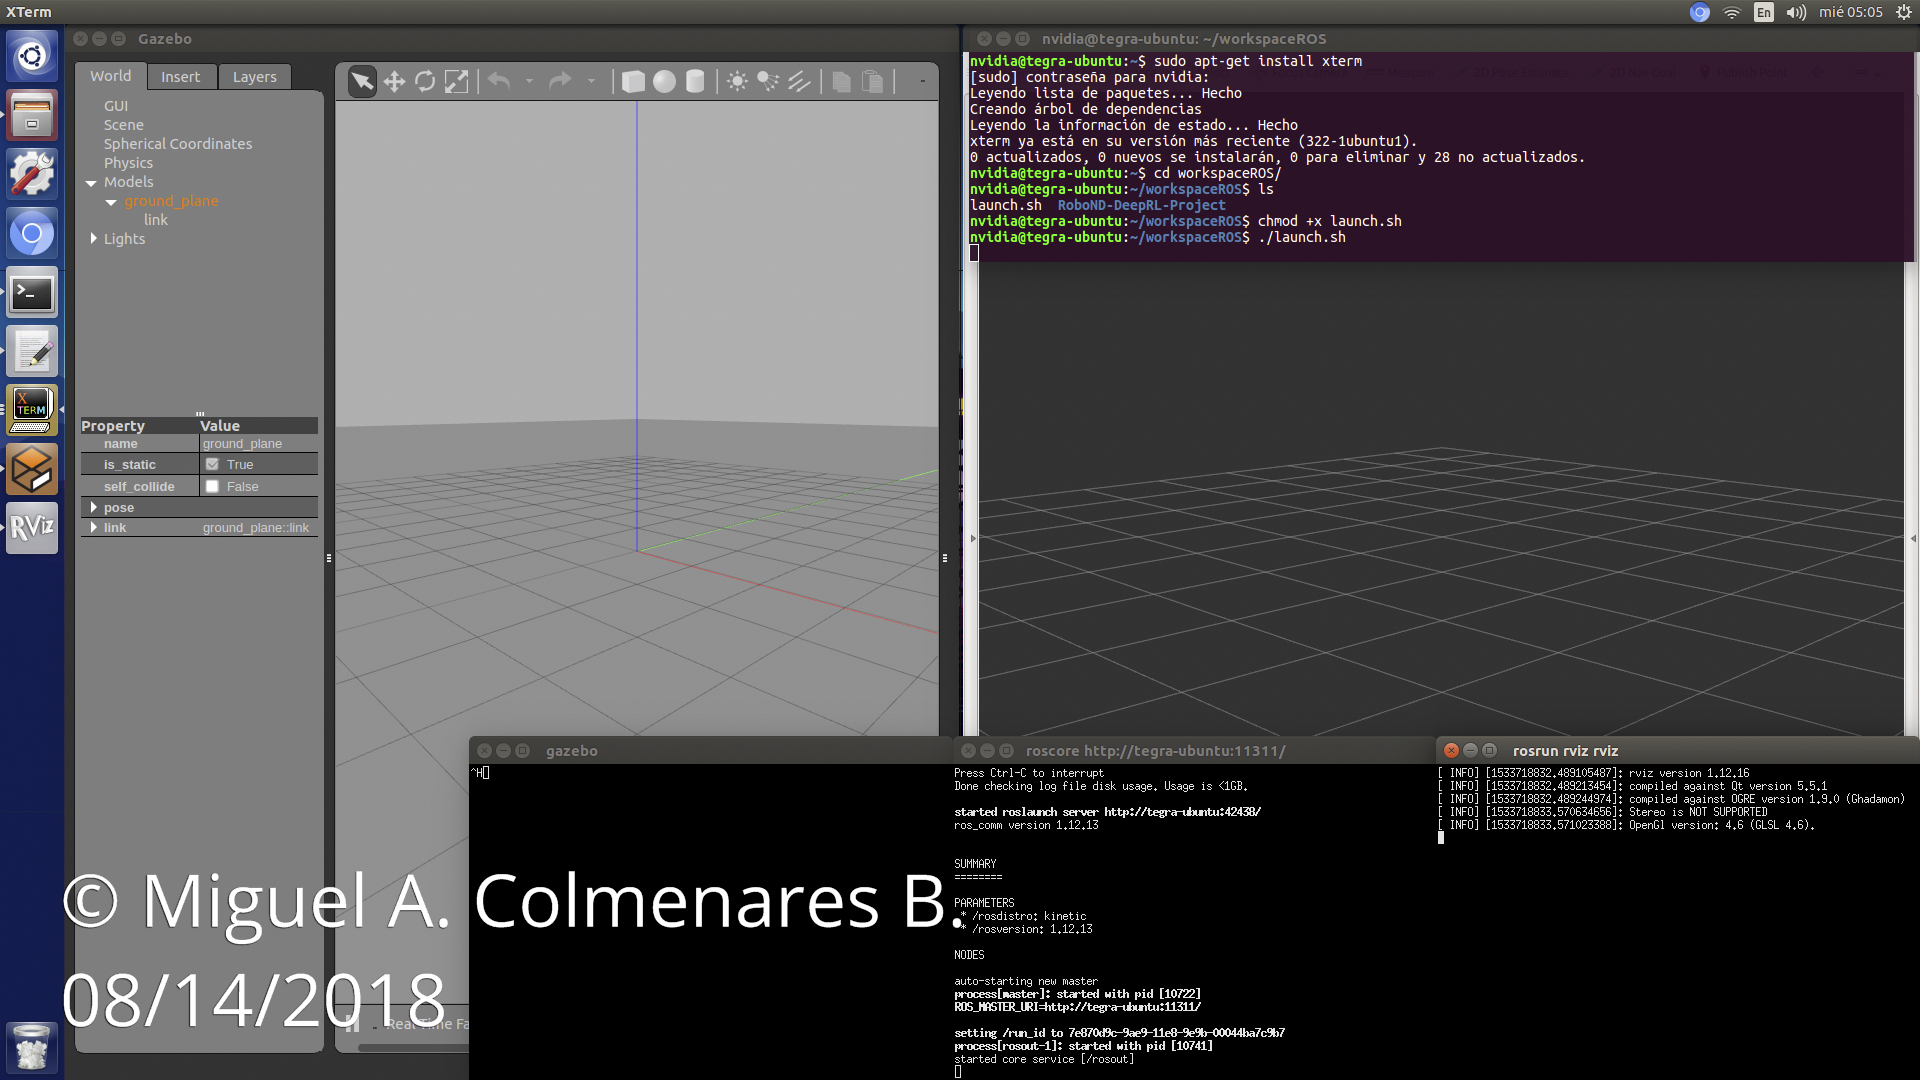 XTerm
En
mié 05:05
Gazebo
World
Insert
Layers
GUI
Scene
Spherical Coordinates
Physics
Models
ground_plane
link
Lights
Property Value
name ground_plane
is_static True
self_collide False
pose
link ground_plane::link
nvidia@tegra-ubuntu: ~/workspaceROS
nvidia@tegra-ubuntu:~$ sudo apt-get install xterm
[sudo] contraseña para nvidia:
Leyendo lista de paquetes... Hecho
Creando árbol de dependencias
Leyendo la información de estado... Hecho
xterm ya está en su versión más reciente (322-1ubuntu1).
0 actualizados, 0 nuevos se instalarán, 0 para eliminar y 28 no actualizados.
nvidia@tegra-ubuntu:~$ cd workspaceROS/
nvidia@tegra-ubuntu:~/workspaceROS$ ls
launch.sh RoboND-DeepRL-Project
nvidia@tegra-ubuntu:~/workspaceROS$ chmod +x launch.sh
nvidia@tegra-ubuntu:~/workspaceROS$ ./launch.sh
X TERM
RViz
gazebo
^H
roscore http://tegra-ubuntu:11311/
Press Ctrl-C to interrupt
Done checking log file disk usage. Usage is <1GB.
started roslaunch server http://tegra-ubuntu:42438/
ros_comm version 1.12.13
SUMMARY
========
PARAMETERS
* /rosdistro: kinetic
* /rosversion: 1.12.13
NODES
auto-starting new master
process[master]: started with pid [10722]
ROS_MASTER_URI=http://tegra-ubuntu:11311/
setting /run_id to 7e870d9c-9ae9-11e8-9e9b-00044ba7c9b7
process[rosout-1]: started with pid [10741]
started core service [/rosout]
rosrun rviz rviz
[ INFO] [1533718832.489105487]: rviz version 1.12.16
[ INFO] [1533718832.489213454]: compiled against Qt version 5.5.1
[ INFO] [1533718832.489244974]: compiled against OGRE version 1.9.0 (Ghadamon)
[ INFO] [1533718833.570634656]: Stereo is NOT SUPPORTED
[ INFO] [1533718833.571023388]: OpenGl version: 4.6 (GLSL 4.6).
© Miguel A. Colmenares B.
08/14/2018
Real Time Fa